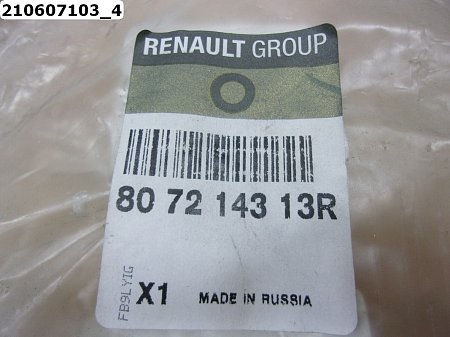 210607103_4
RENAULT GROUP
80 72 143 13R
FB9LYIG
X1 MADE IN RUSSIA